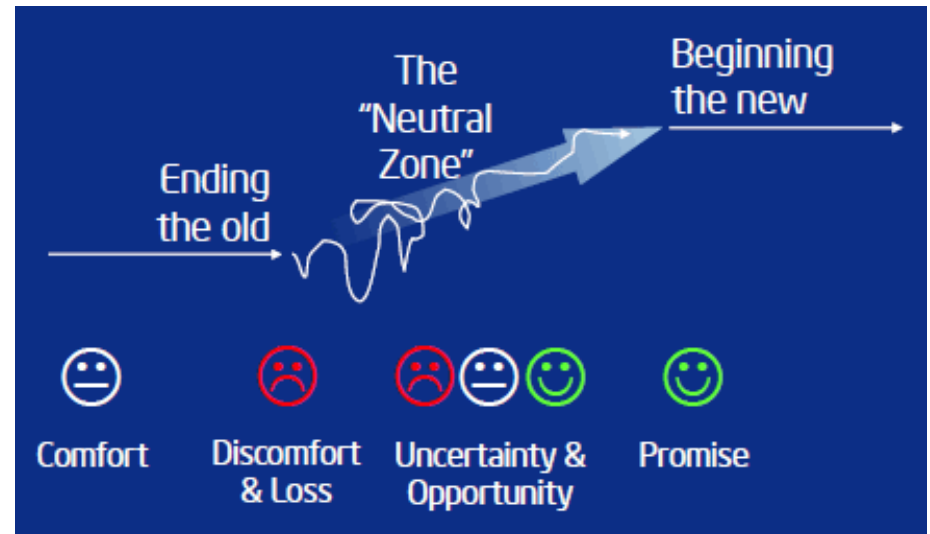 Ending
the old
The
“Neutral
Zone”
Beginning
the new
Comfort
Discomfort
& Loss
Uncertainty &
Opportunity
Promise